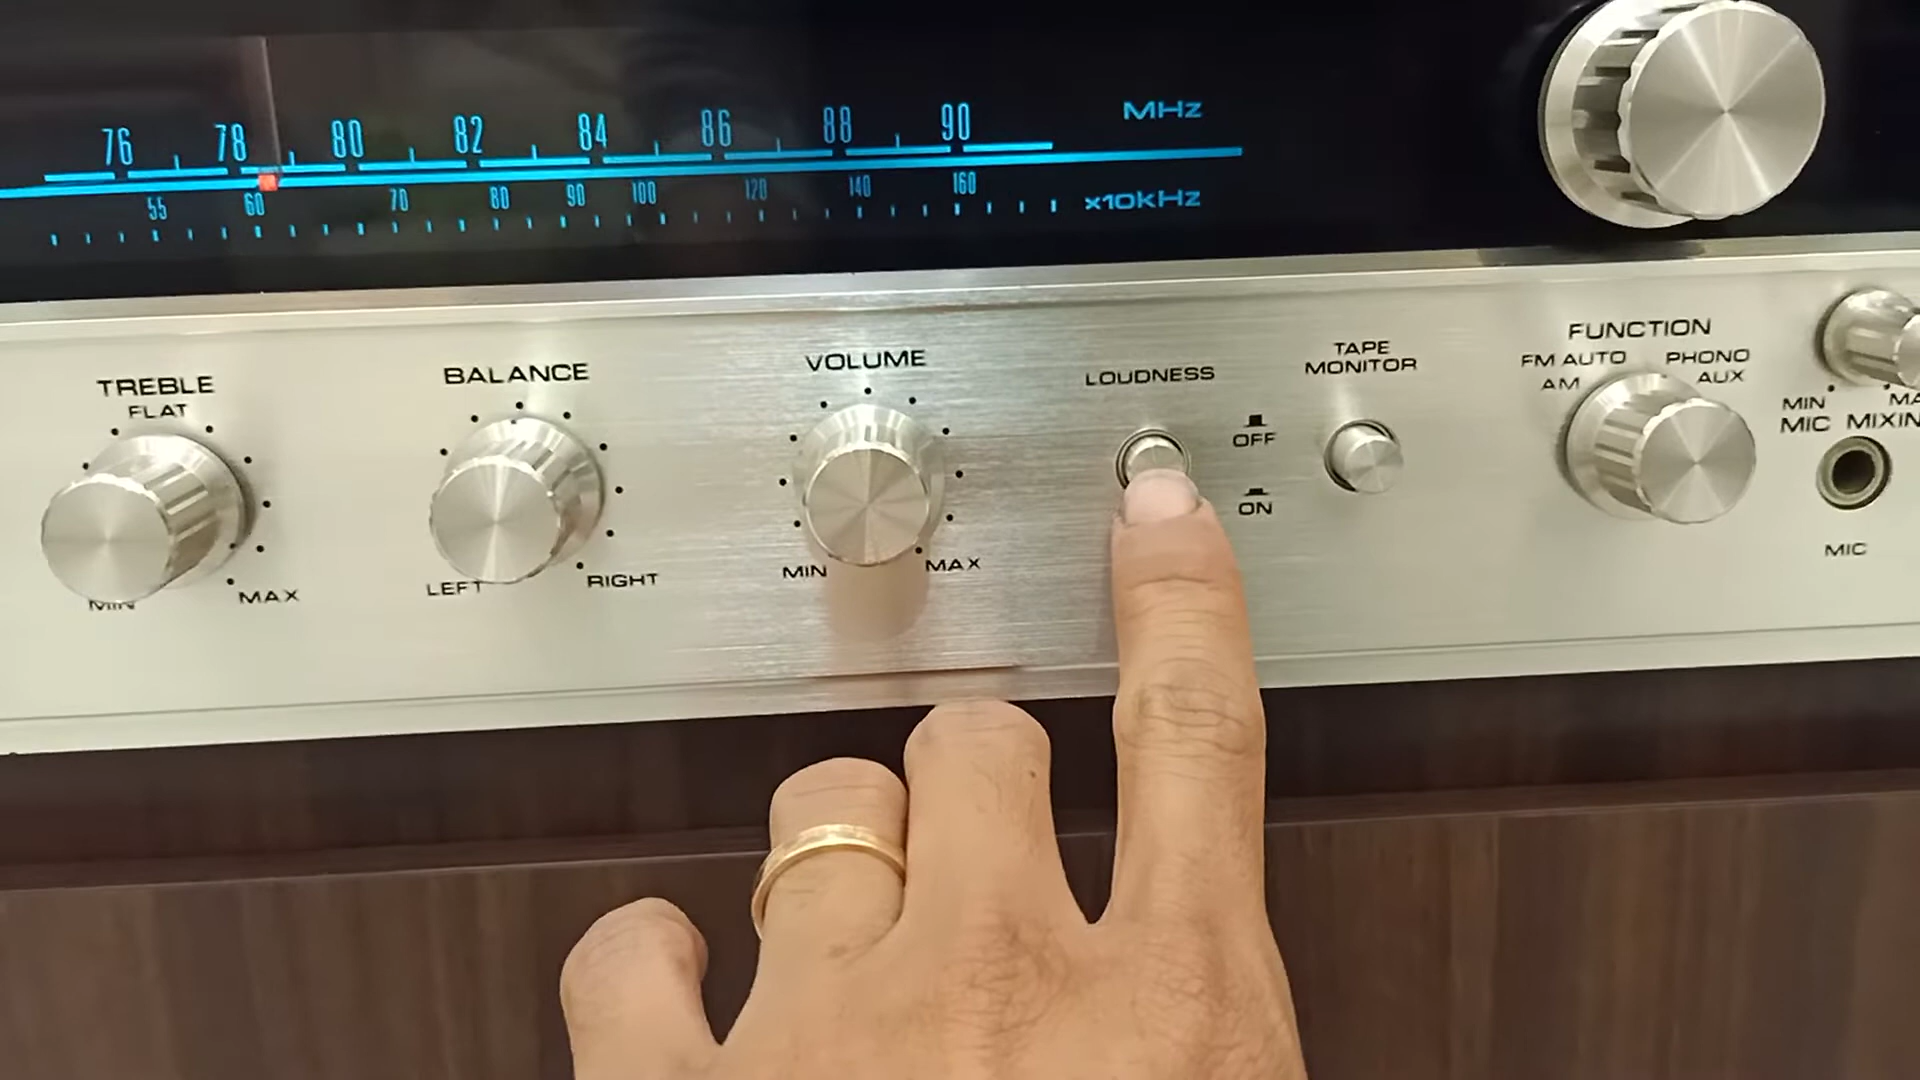 76 78 80 82 84 86 88 90 MHz
55 60 70 80 90 100 120 140 160 x10kHz
TREBLE
FLAT
MIN MAX
BALANCE
LEFT RIGHT
VOLUME
MIN MAX
LOUDNESS
OFF
ON
TAPE
MONITOR
FUNCTION
FM AUTO PHONO
AM AUX
MIN
MIC
MIC